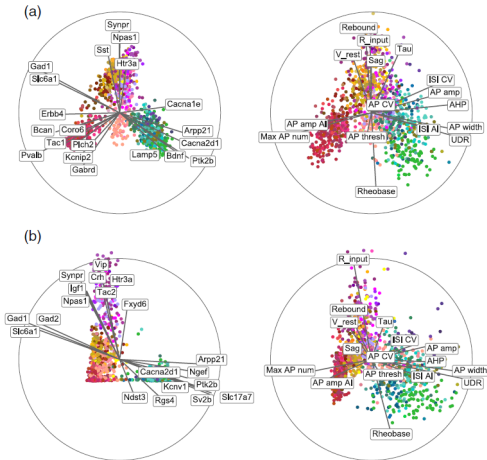 (a)
Synpr
Npas1
Sst
Htr3a
Gad1
Slc6a1
Cacna1e
Erbb4
Bcan
Coro6
Arpp21
Tac1
Plch2
Cacna2d1
Pvalb
Kcnip2
Lamp5
Bdnf
Ptk2b
Gabrd
Rebound
R_input
Tau
V_rest
Sag
ISI CV
AP amp
AP CV
AHP
AP amp AI
AP width
Max AP num
AP thresh
ISI AI
UDR
Rheobase
(b)
Vip
Synpr
Crh
Htr3a
Igf1
Tac2
Npas1
Fxyd6
Gad1
Gad2
Slc6a1
Arpp21
Cacna2d1
Ngef
Kcnv1
Ptk2b
Ndst3
Rgs4
Sv2b
Slc17a7
R_input
Rebound
V_rest
Tau
ISI CV
Sag
AP amp
AP CV
AHP
Max AP num
AP thresh
ISI AI
AP width
AP amp AI
UDR
Rheobase